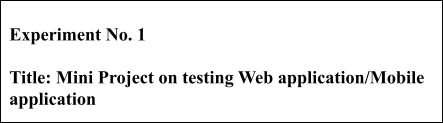 Experiment No. 1
Title: Mini Project on testing Web application/Mobile
application